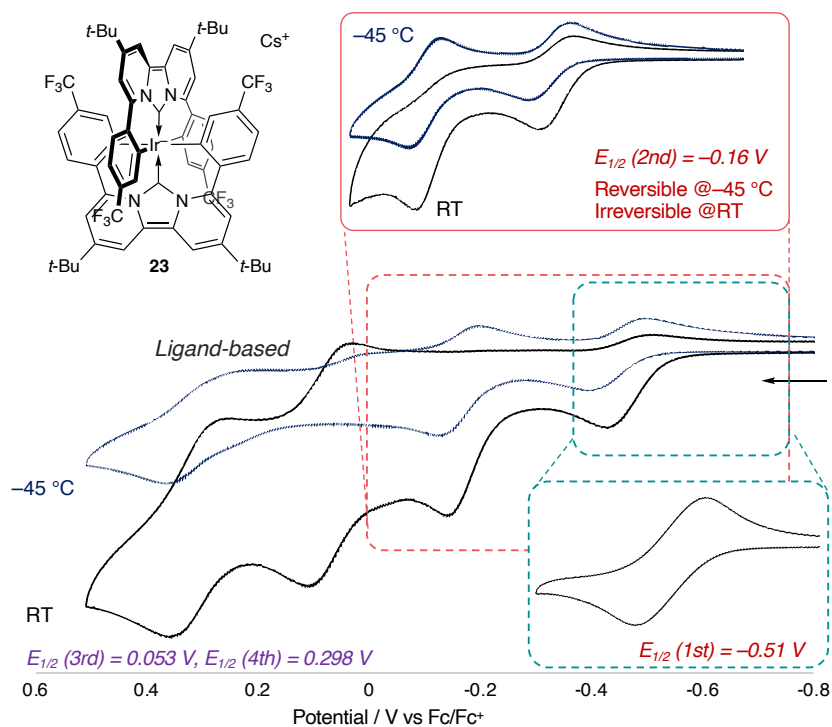 t-Bu
t-Bu
Cs+
CF3
F3C
N
N
Ir
F3C
CF3
N
N
t-Bu
t-Bu
23
–45 °C
RT
E1/2 (2nd) = –0.16 V
Reversible @–45 °C
Irreversible @RT
Ligand-based
–45 °C
RT
E1/2 (3rd) = 0.053 V, E1/2 (4th) = 0.298 V
E1/2 (1st) = –0.51 V
0.6 0.4 0.2 0 -0.2 -0.4 -0.6 -0.8
Potential / V vs Fc/Fc+